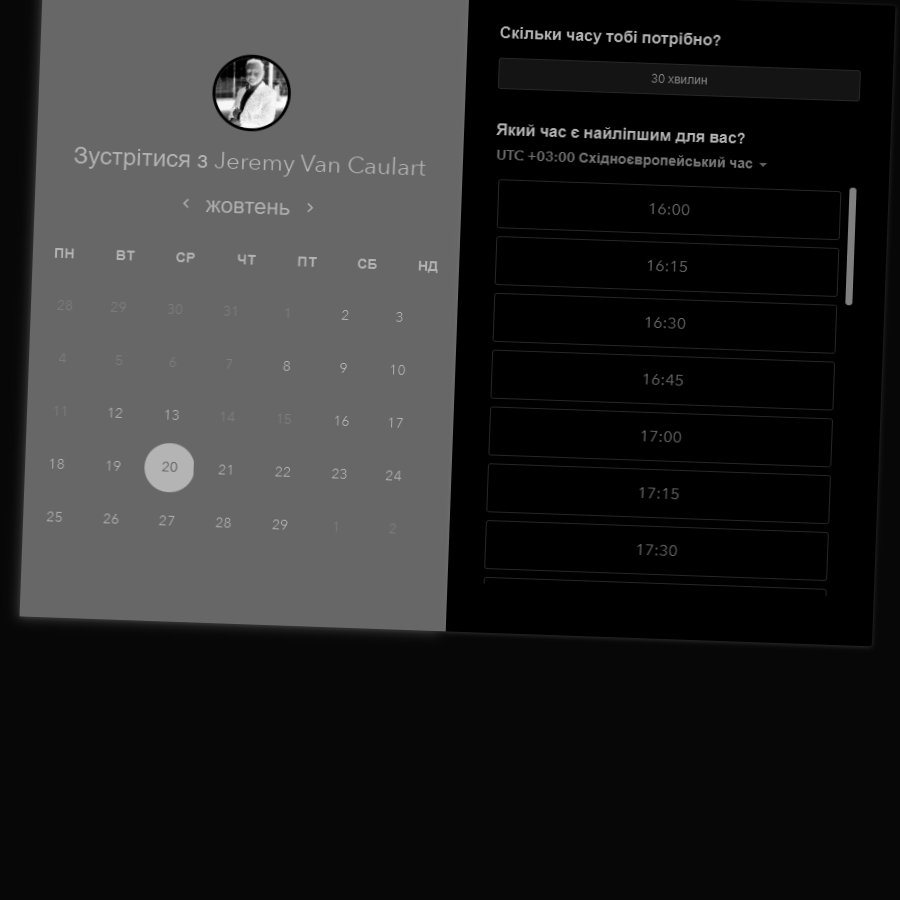 Зустрітися з Jeremy Van Caulart
‹ жовтень ›
ПН ВТ СР ЧТ ПТ СБ НД
28 29 30 31 1 2 3
4 5 6 7 8 9 10
11 12 13 14 15 16 17
18 19 20 21 22 23 24
25 26 27 28 29 1 2
Скільки часу тобі потрібно?
30 хвилин
Який час є найліпшим для вас?
UTC +03:00 Східноєвропейський час
16:00
16:15
16:30
16:45
17:00
17:15
17:30